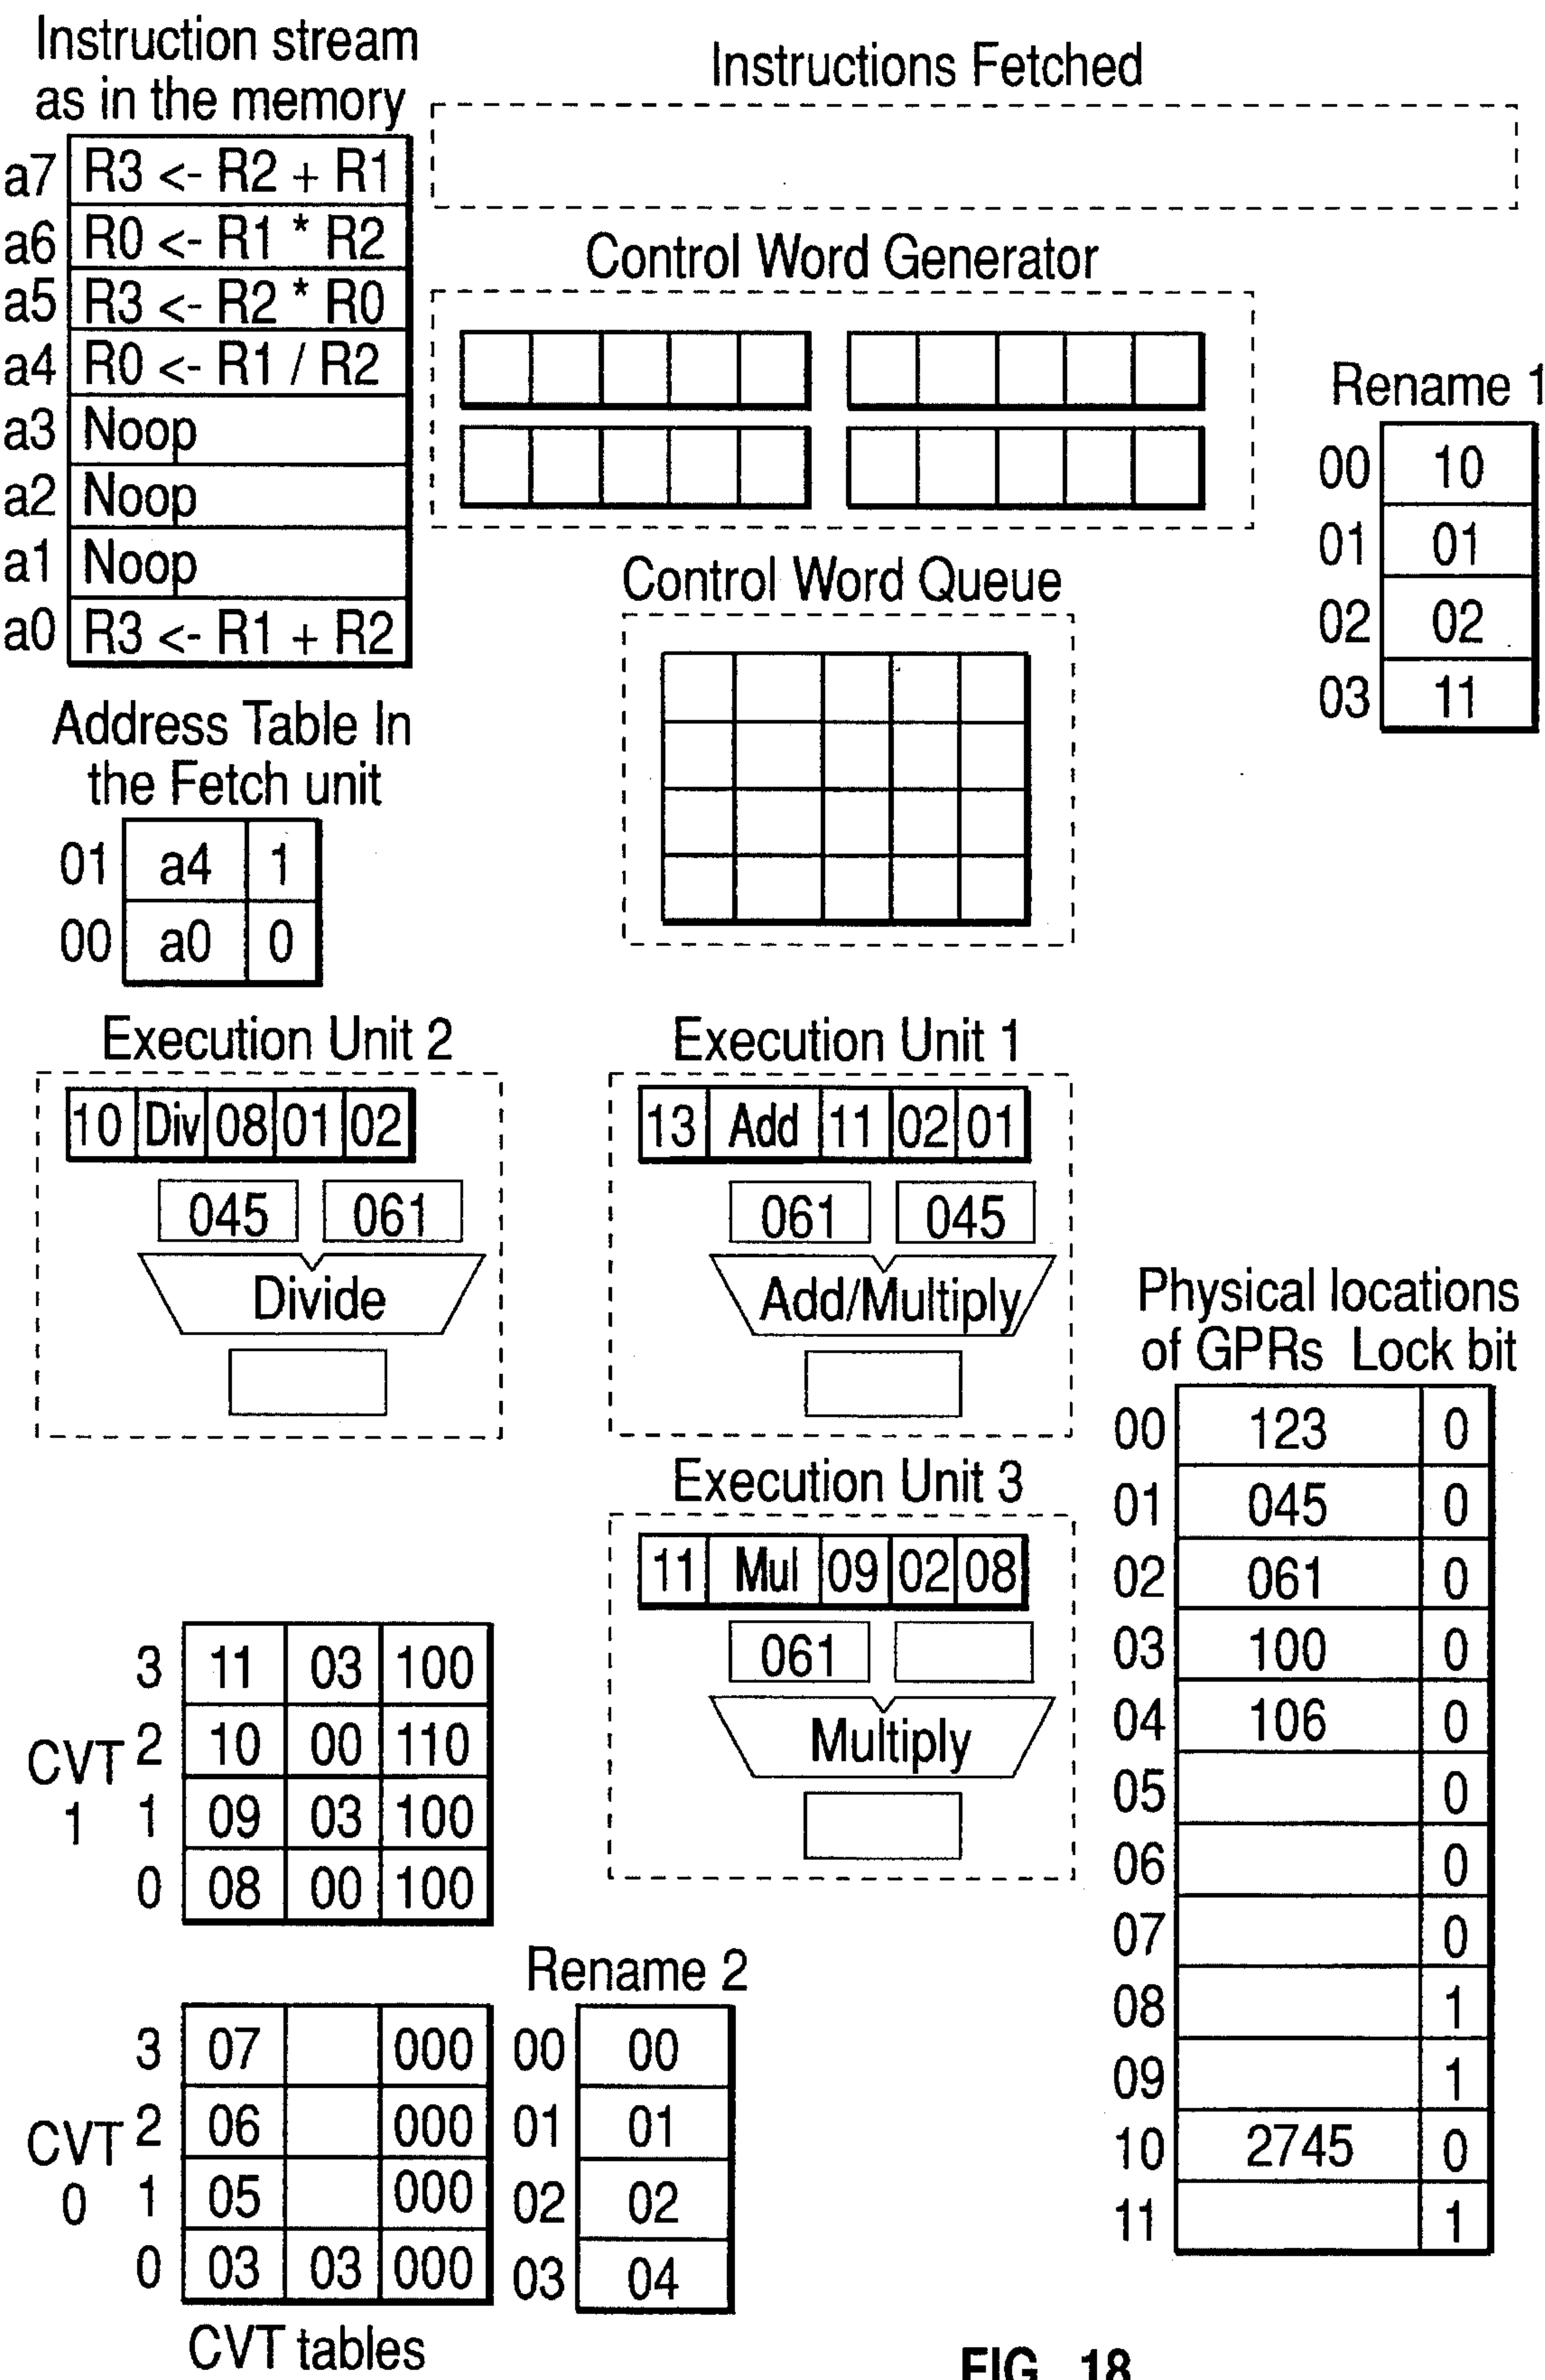 Instruction stream
as in the memory
a7 R3 <- R2 + R1
a6 R0 <- R1 * R2
a5 R3 <- R2 * R0
a4 R0 <- R1 / R2
a3 Noop
a2 Noop
a1 Noop
a0 R3 <- R1 + R2
Instructions Fetched
Control Word Generator
Rename 1
00 10
01 01
02 02
03 11
Control Word Queue
Address Table In
the Fetch unit
01 a4 1
00 a0 0
Execution Unit 2
10 Div 08 01 02
045 061
Divide
Execution Unit 1
13 Add 11 02 01
061 045
Add/Multiply
Execution Unit 3
11 Mul 09 02 08
061
Multiply
Physical locations
of GPRs Lock bit
00 123 0
01 045 0
02 061 0
03 100 0
04 106 0
05 0
06 0
07 0
08 1
09 1
10 2745 0
11 1
CVT
1
3 11 03 100
2 10 00 110
1 09 03 100
0 08 00 100
CVT
0
3 07 000
2 06 000
1 05 000
0 03 03 000
CVT tables
Rename 2
00 00
01 01
02 02
03 04
FIG. 18